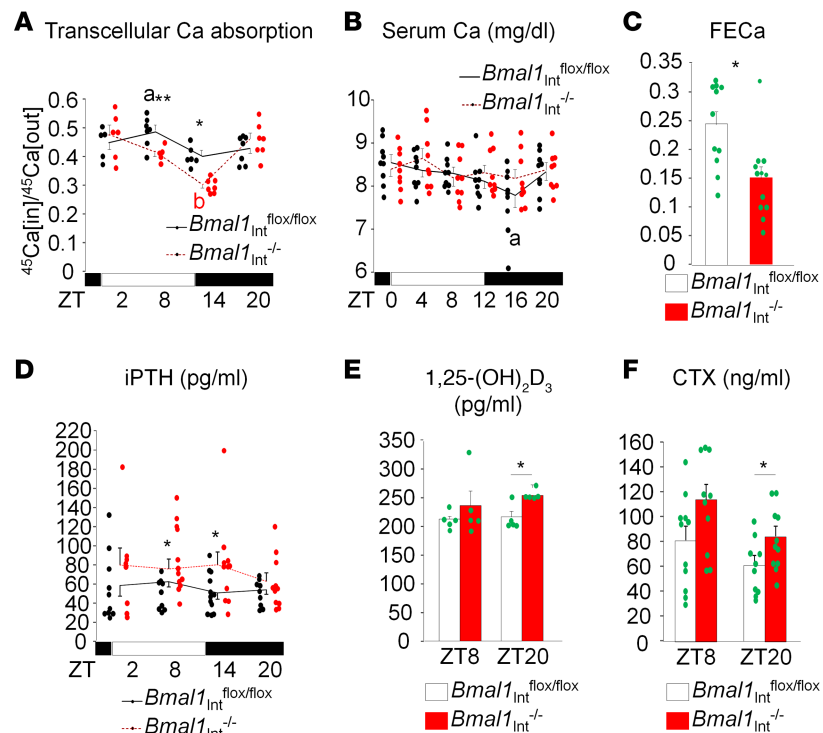 A Transcellular Ca absorption
⁴⁵Ca[in]/⁴⁵Ca[out]
0.6
0.5
0.4
0.3
0.2
0.1
0
a**
*
b
Bmal1Int flox/flox
Bmal1Int -/-
ZT 2 8 14 20
B Serum Ca (mg/dl)
Bmal1Int flox/flox
Bmal1Int -/-
10
9
8
7
6
a
ZT 0 4 8 12 16 20
C FECa
0.35
0.3
0.25
0.2
0.15
0.1
0.05
0
*
Bmal1Int flox/flox
Bmal1Int -/-
D iPTH (pg/ml)
220
200
180
160
140
120
100
80
60
40
20
0
* *
ZT 2 8 14 20
Bmal1Int flox/flox
Bmal1Int -/-
E 1,25-(OH)₂D₃
(pg/ml)
350
300
250
200
150
100
50
0
*
ZT8 ZT20
Bmal1Int flox/flox
Bmal1Int -/-
F CTX (ng/ml)
160
140
120
100
80
60
40
20
0
*
ZT8 ZT20
Bmal1Int flox/flox
Bmal1Int -/-